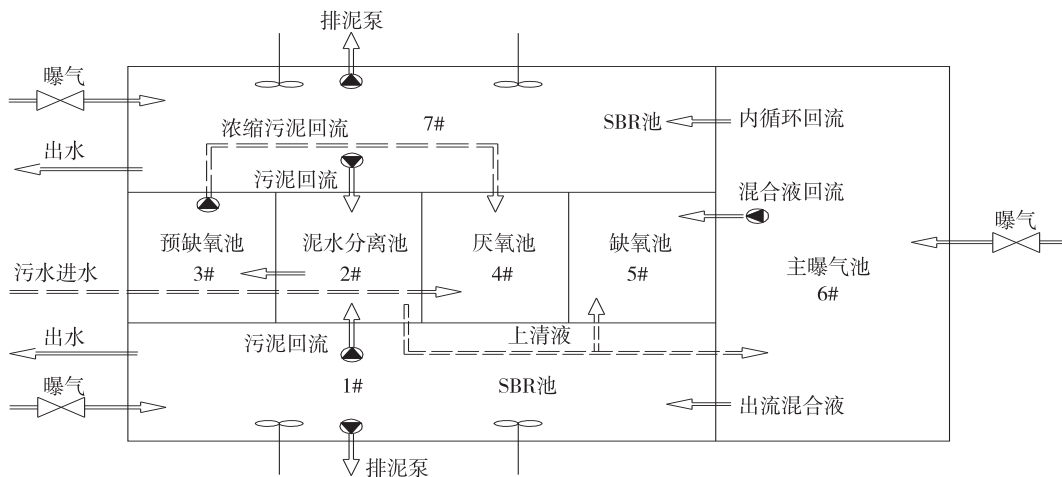 排泥泵
曝气
SBR池
内循环回流
浓缩污泥回流
7#
出水
污泥回流
混合液回流
预缺氧池
3#
泥水分离池
2#
厌氧池
4#
缺氧池
5#
主曝气池
6#
曝气
污水进水
出水
污泥回流
上清液
曝气
1#
SBR池
出流混合液
排泥泵